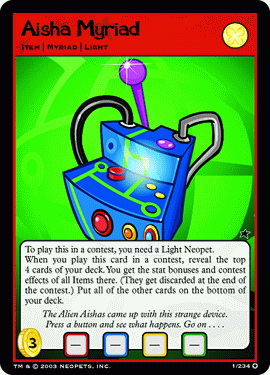 Aisha Myriad
Item | Myriad | Light
To play this in a contest, you need a Light Neopet.
When you play this card in a contest, reveal the top
4 cards of your deck. You get the stat bonuses and contest
effects of all Items there. (They get discarded at the end
of the contest.) Put all of the other cards on the bottom of
your deck.
The Alien Aishas came up with this strange device.
Press a button and see what happens. Go on . . . .
3 – – – –
TM & © 2003 NEOPETS, INC. 1/234